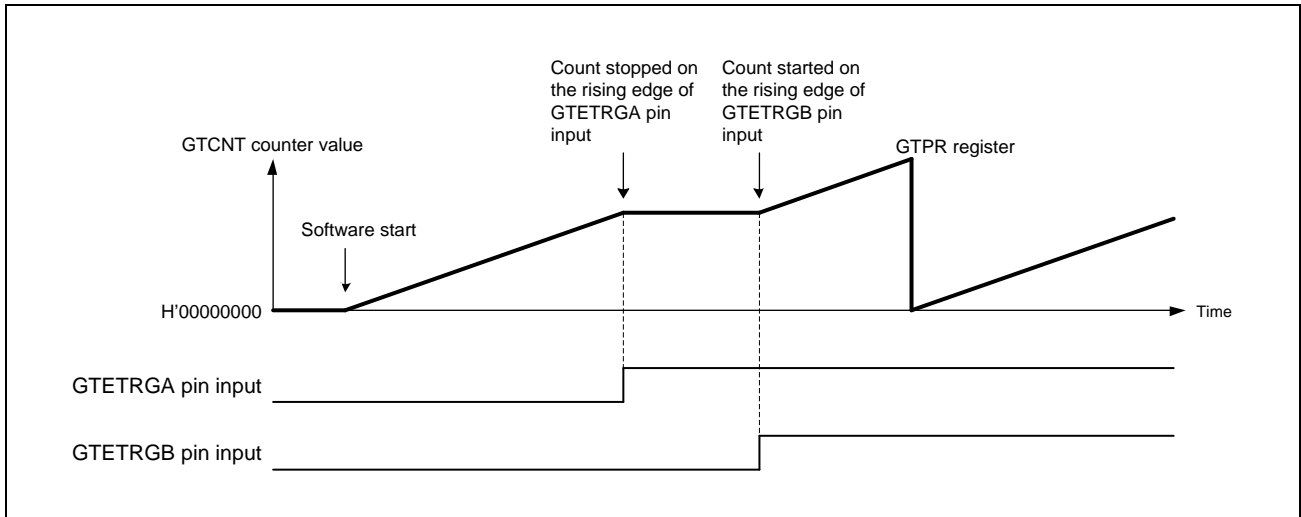 Count stopped on
the rising edge of
GTETRGA pin
input
Count started on
the rising edge of
GTETRGB pin
input
GTCNT counter value
GTPR register
Software start
H'00000000
Time
GTETRGA pin input
GTETRGB pin input